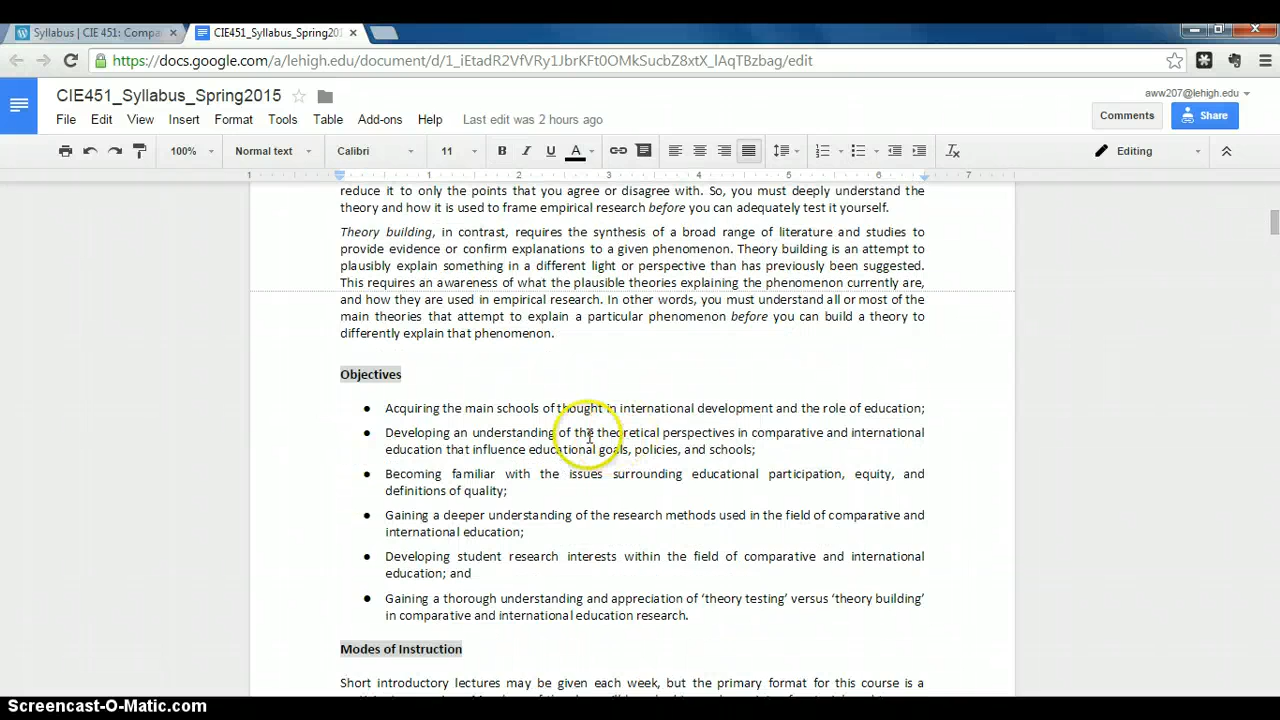 Syllabus | CIE 451: Compa
CIE451_Syllabus_Spring201
https://docs.google.com/a/lehigh.edu/document/d/1_iEtadR2VfVRy1JbrKFt0OMkSucbZ8xtX_lAqTBzbag/edit
CIE451_Syllabus_Spring2015
aww207@lehigh.edu
File Edit View Insert Format Tools Table Add-ons Help Last edit was 2 hours ago
Comments Share
100% Normal text Calibri 11 B I U A Editing
1 1 2 3 4 5 6 7
reduce it to only the points that you agree or disagree with. So, you must deeply understand the
theory and how it is used to frame empirical research before you can adequately test it yourself.
Theory building, in contrast, requires the synthesis of a broad range of literature and studies to
provide evidence or confirm explanations to a given phenomenon. Theory building is an attempt to
plausibly explain something in a different light or perspective than has previously been suggested.
This requires an awareness of what the plausible theories explaining the phenomenon currently are,
and how they are used in empirical research. In other words, you must understand all or most of the
main theories that attempt to explain a particular phenomenon before you can build a theory to
differently explain that phenomenon.
Objectives
● Acquiring the main schools of thought in international development and the role of education;
● Developing an understanding of the theoretical perspectives in comparative and international
education that influence educational goals, policies, and schools;
● Becoming familiar with the issues surrounding educational participation, equity, and
definitions of quality;
● Gaining a deeper understanding of the research methods used in the field of comparative and
international education;
● Developing student research interests within the field of comparative and international
education; and
● Gaining a thorough understanding and appreciation of ‘theory testing’ versus ‘theory building’
in comparative and international education research.
Modes of Instruction
Short introductory lectures may be given each week, but the primary format for this course is a
Screencast-O-Matic.com